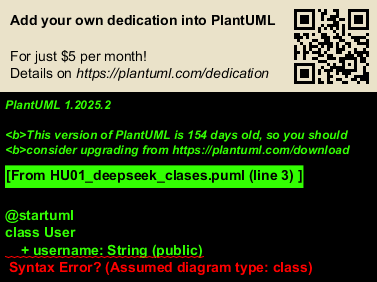 Add your own dedication into PlantUML
For just $5 per month!
Details on https://plantuml.com/dedication
PlantUML 1.2025.2
<b>This version of PlantUML is 154 days old, so you should
<b>consider upgrading from https://plantuml.com/download
[From HU01_deepseek_clases.puml (line 3) ]
@startuml
class User
+ username: String (public)
Syntax Error? (Assumed diagram type: class)